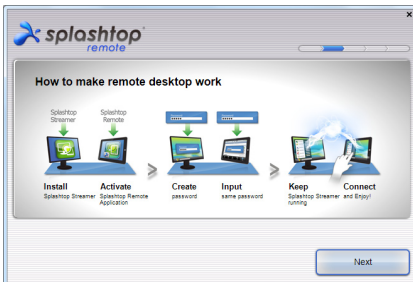 splashtop
remote
How to make remote desktop work
Splashtop Streamer
Splashtop Remote
Install
Splashtop Streamer
Activate
Splashtop Remote Application
Create
password
Input
same password
Keep
Splashtop Streamer running
Connect
and Enjoy!
Next